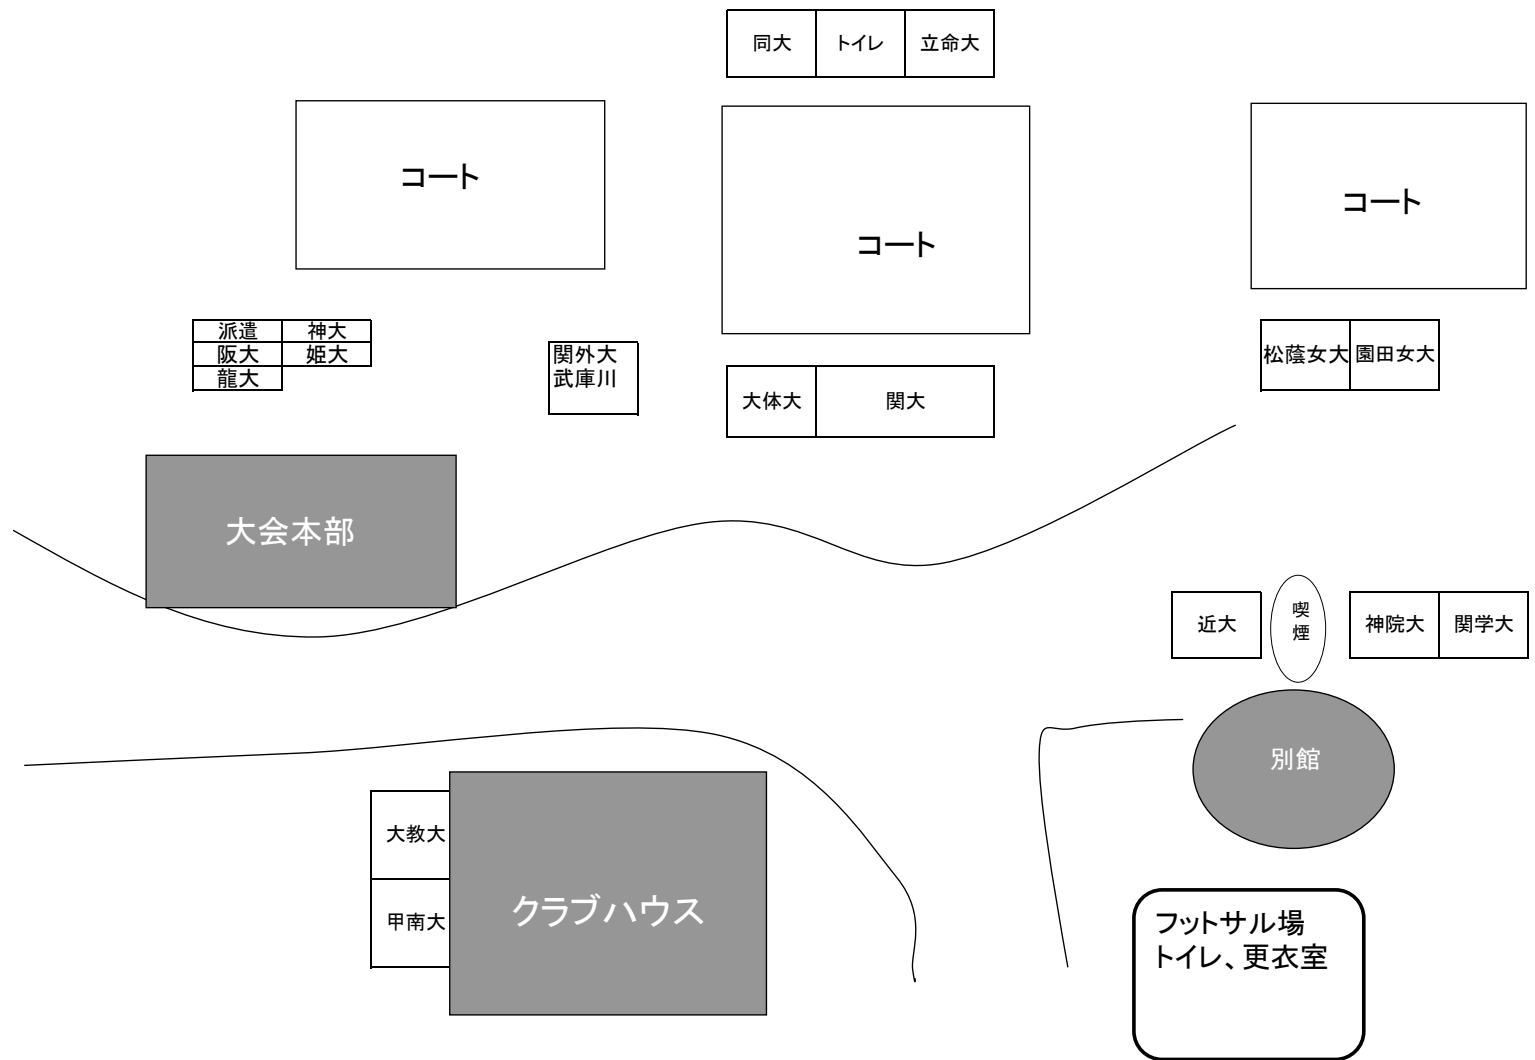 同大
トイレ
立命大
コート
コート
コート
派遣
神大
阪大
姫大
龍大
関外大
武庫川
大体大
関大
松蔭女大
園田女大
大会本部
近大
喫
煙
神院大
関学大
別館
大教大
甲南大
クラブハウス
フットサル場
トイレ、更衣室